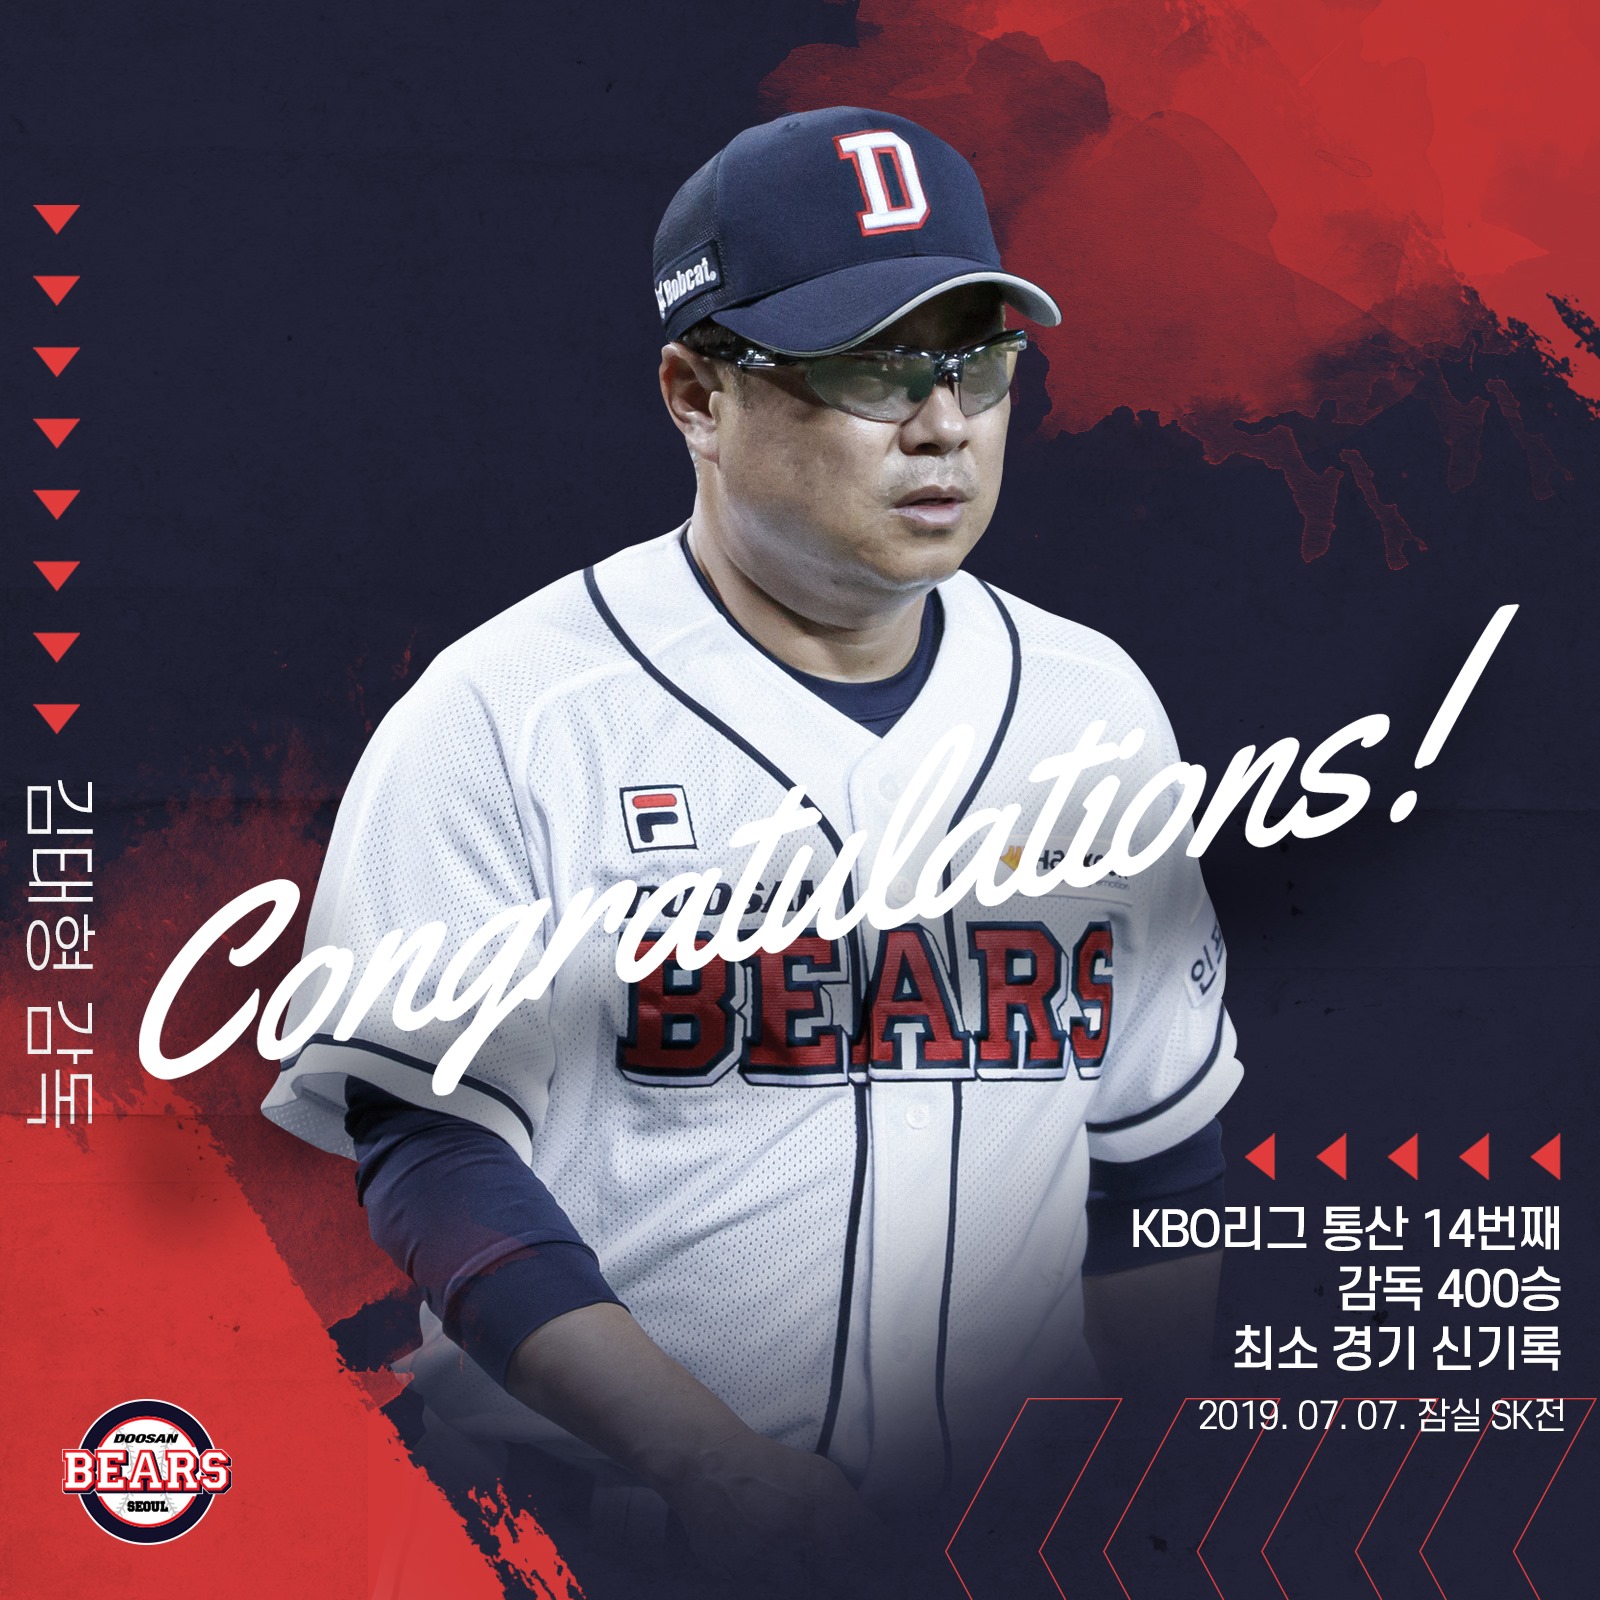 D
Bobcat.
김태형 감독
F
DOOSAN
BEARS
Congratulations!
KBO리그 통산 14번째
감독 400승
최소 경기 신기록
2019. 07. 07. 잠실 SK전
DOOSAN
BEARS
SEOUL